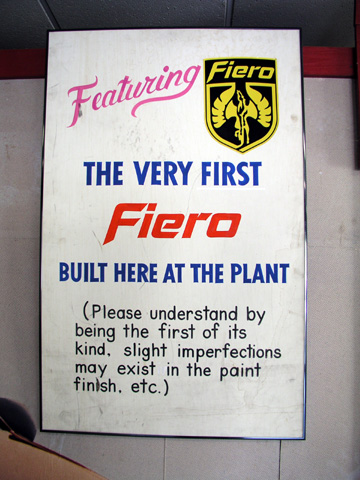 Featuring
Fiero
THE VERY FIRST
Fiero
BUILT HERE AT THE PLANT
(Please understand by
being the first of its
kind, slight imperfections
may exist in the paint
finish, etc.)